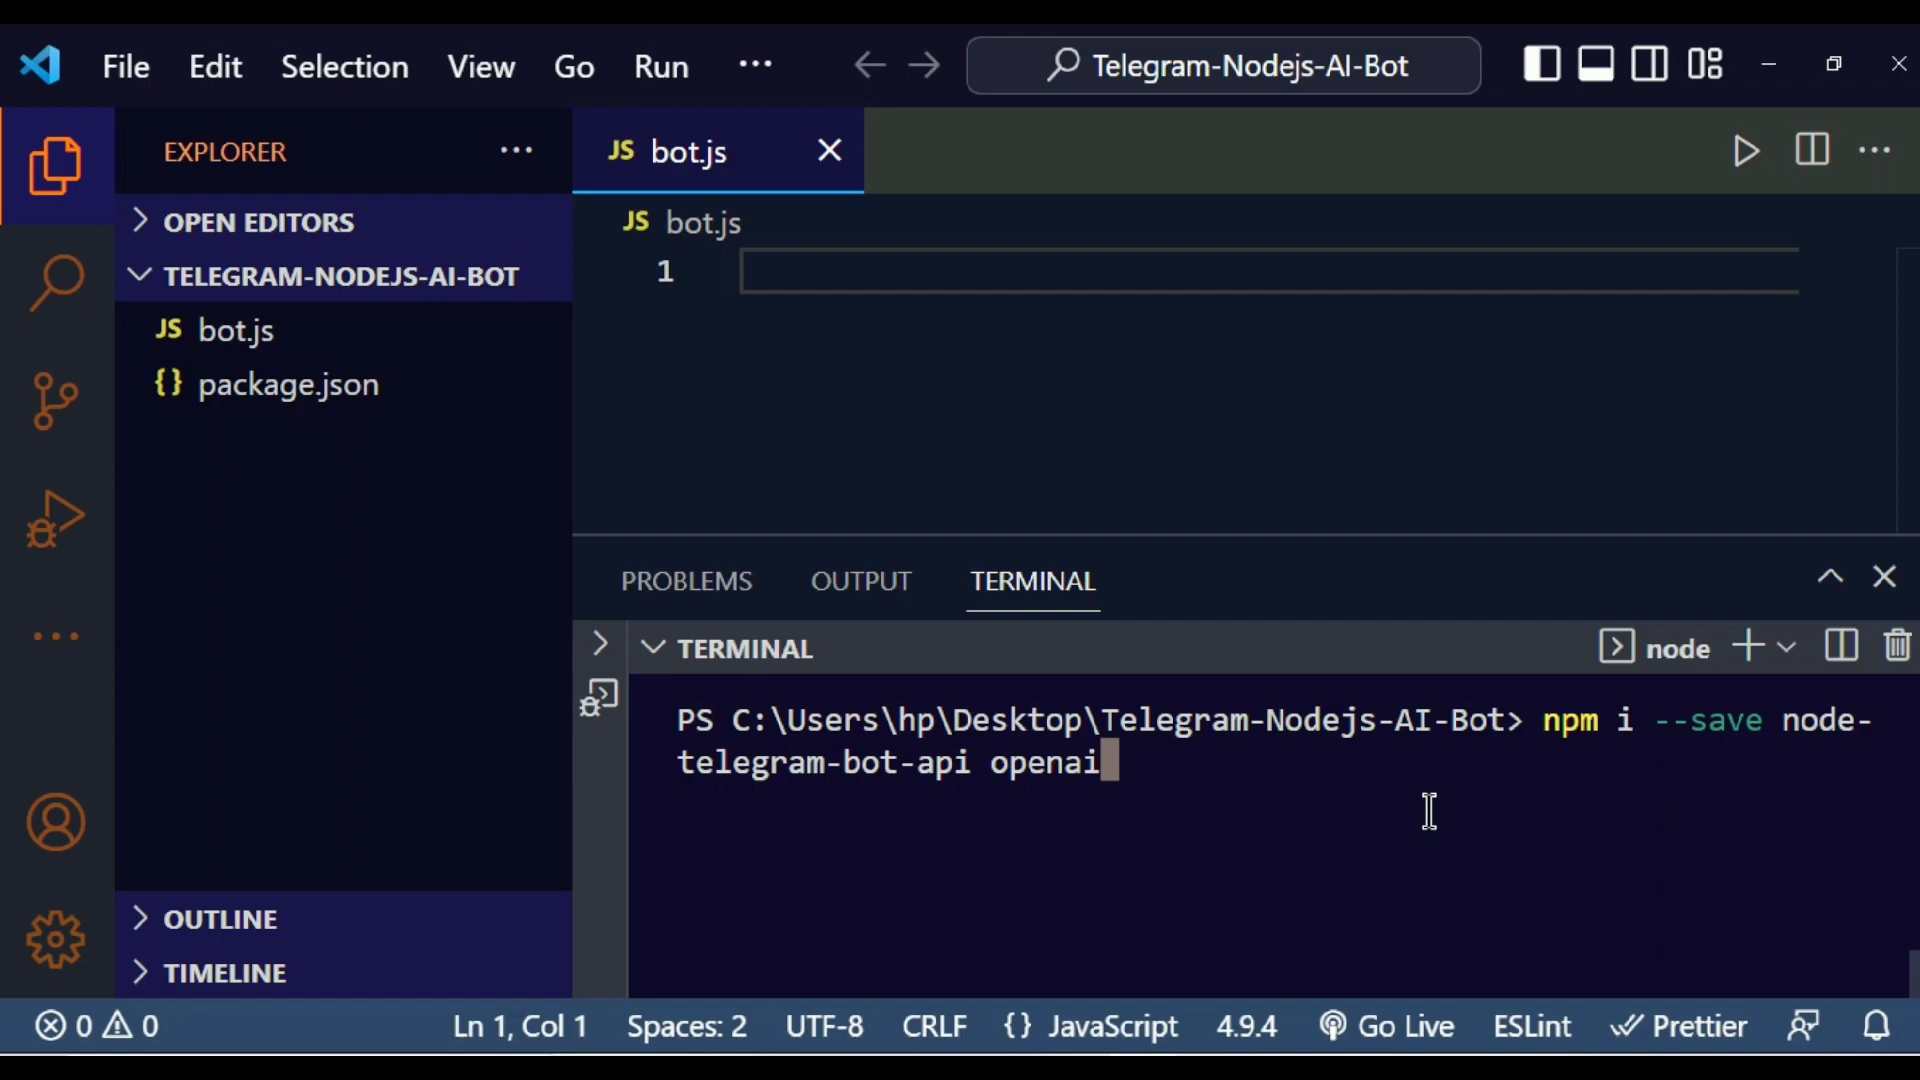 File Edit Selection View Go Run ··· Telegram-Nodejs-AI-Bot
EXPLORER ···
JS bot.js
OPEN EDITORS
JS bot.js
TELEGRAM-NODEJS-AI-BOT
1
JS bot.js
{} package.json
PROBLEMS OUTPUT TERMINAL
TERMINAL
node
PS C:\Users\hp\Desktop\Telegram-Nodejs-AI-Bot> npm i --save node-
telegram-bot-api openai
OUTLINE
TIMELINE
0 0 Ln 1, Col 1 Spaces: 2 UTF-8 CRLF {} JavaScript 4.9.4 Go Live ESLint Prettier